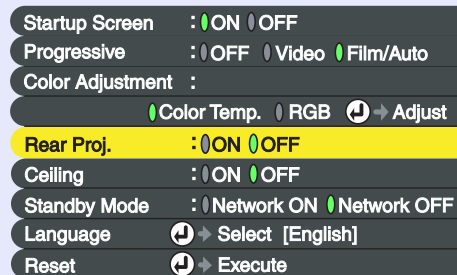 Startup Screen : ON OFF
Progressive : OFF Video Film/Auto
Color Adjustment :
Color Temp. RGB Adjust
Rear Proj. : ON OFF
Ceiling : ON OFF
Standby Mode : Network ON Network OFF
Language Select [English]
Reset Execute